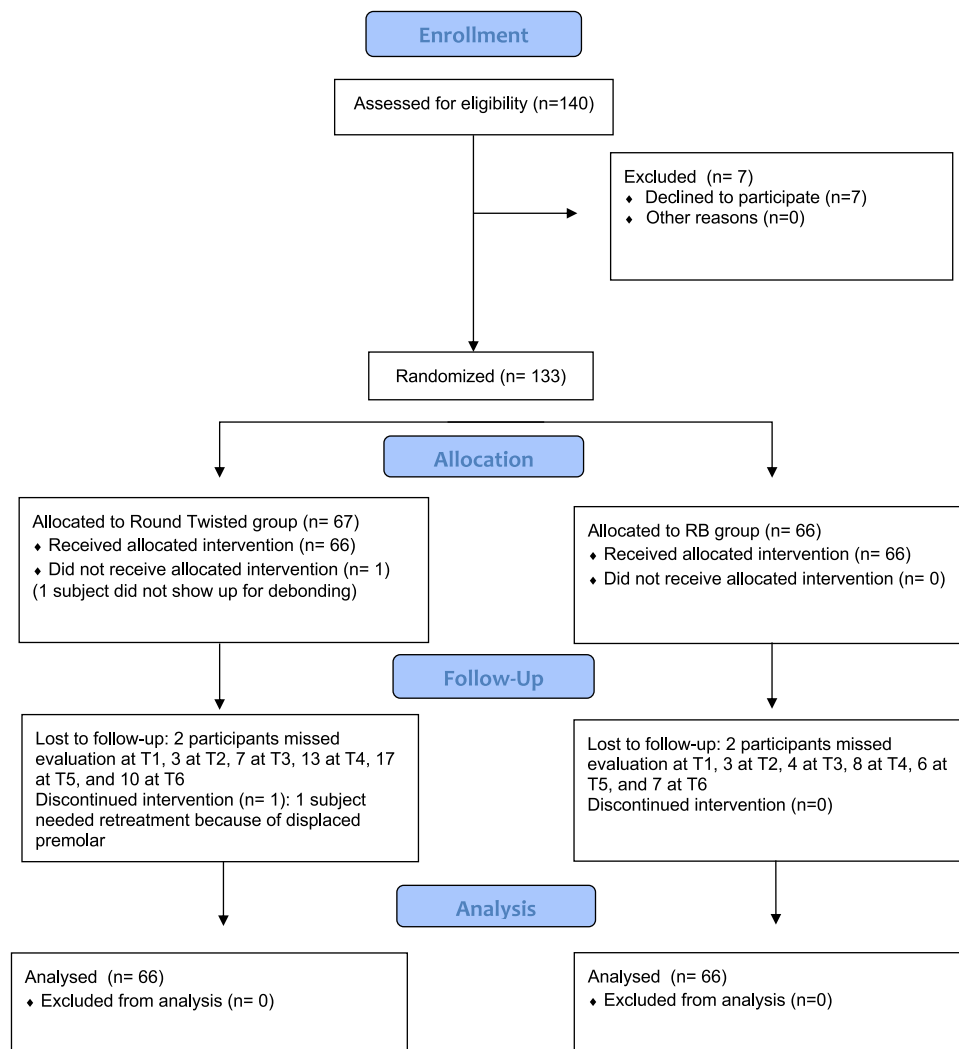 Enrollment
Assessed for eligibility (n=140)
Excluded (n= 7)
♦ Declined to participate (n=7)
♦ Other reasons (n=0)
Randomized (n= 133)
Allocation
Allocated to Round Twisted group (n= 67)
♦ Received allocated intervention (n= 66)
♦ Did not receive allocated intervention (n= 1)
(1 subject did not show up for debonding)
Allocated to RB group (n= 66)
♦ Received allocated intervention (n= 66)
♦ Did not receive allocated intervention (n= 0)
Follow-Up
Lost to follow-up: 2 participants missed
evaluation at T1, 3 at T2, 7 at T3, 13 at T4, 17
at T5, and 10 at T6
Discontinued intervention (n= 1): 1 subject
needed retreatment because of displaced
premolar
Lost to follow-up: 2 participants missed
evaluation at T1, 3 at T2, 4 at T3, 8 at T4, 6 at
T5, and 7 at T6
Discontinued intervention (n=0)
Analysis
Analysed (n= 66)
♦ Excluded from analysis (n= 0)
Analysed (n= 66)
♦ Excluded from analysis (n=0)